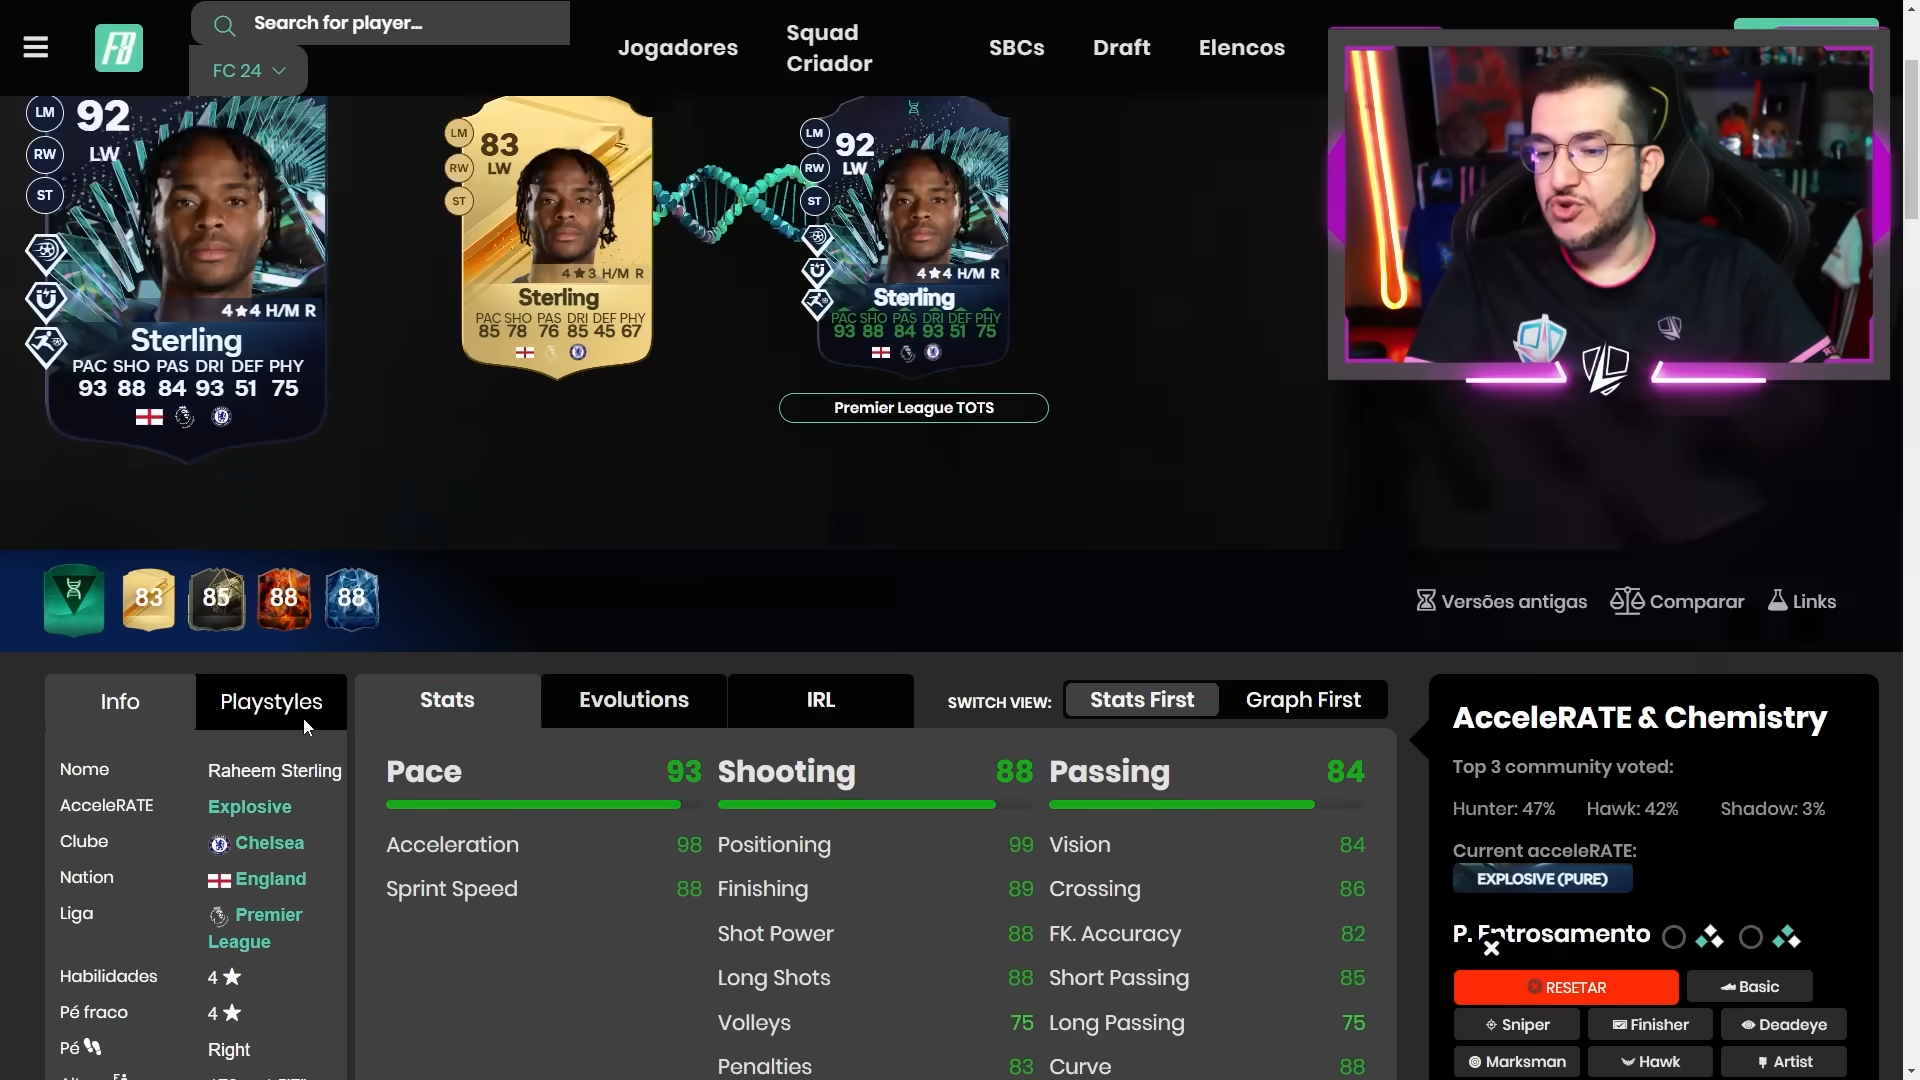 Search for player...
FC 24
Jogadores
Squad
Criador
SBCs
Draft
Elencos
LM
92
RW
LW
ST
4★4 H/M R
Sterling
PAC SHO PAS DRI DEF PHY
93 88 84 93 51 75
LM
83
RW
LW
ST
4★3 H/M R
Sterling
PAC SHO PAS DRI DEF PHY
85 78 76 85 45 67
LM
92
RW
LW
ST
4★4 H/M R
Sterling
PAC SHO PAS DRI DEF PHY
93 88 84 93 51 75
Premier League TOTS
83
85
88
88
Versões antigas
Comparar
Links
Info
Playstyles
Nome Raheem Sterling
AcceleRATE Explosive
Clube Chelsea
Nation England
Liga Premier
League
Habilidades 4 ★
Pé fraco 4 ★
Pé Right
Stats
Evolutions
IRL
SWITCH VIEW:
Stats First
Graph First
Pace 93
Acceleration 98
Sprint Speed 88
Shooting 88
Positioning 99
Finishing 89
Shot Power 88
Long Shots 88
Volleys 75
Penalties 83
Passing 84
Vision 84
Crossing 86
FK. Accuracy 82
Short Passing 85
Long Passing 75
Curve 88
AcceleRATE & Chemistry
Top 3 community voted:
Hunter: 47% Hawk: 42% Shadow: 3%
Current acceleRATE:
EXPLOSIVE (PURE)
P. Entrosamento
RESETAR
Basic
Sniper
Finisher
Deadeye
Marksman
Hawk
Artist